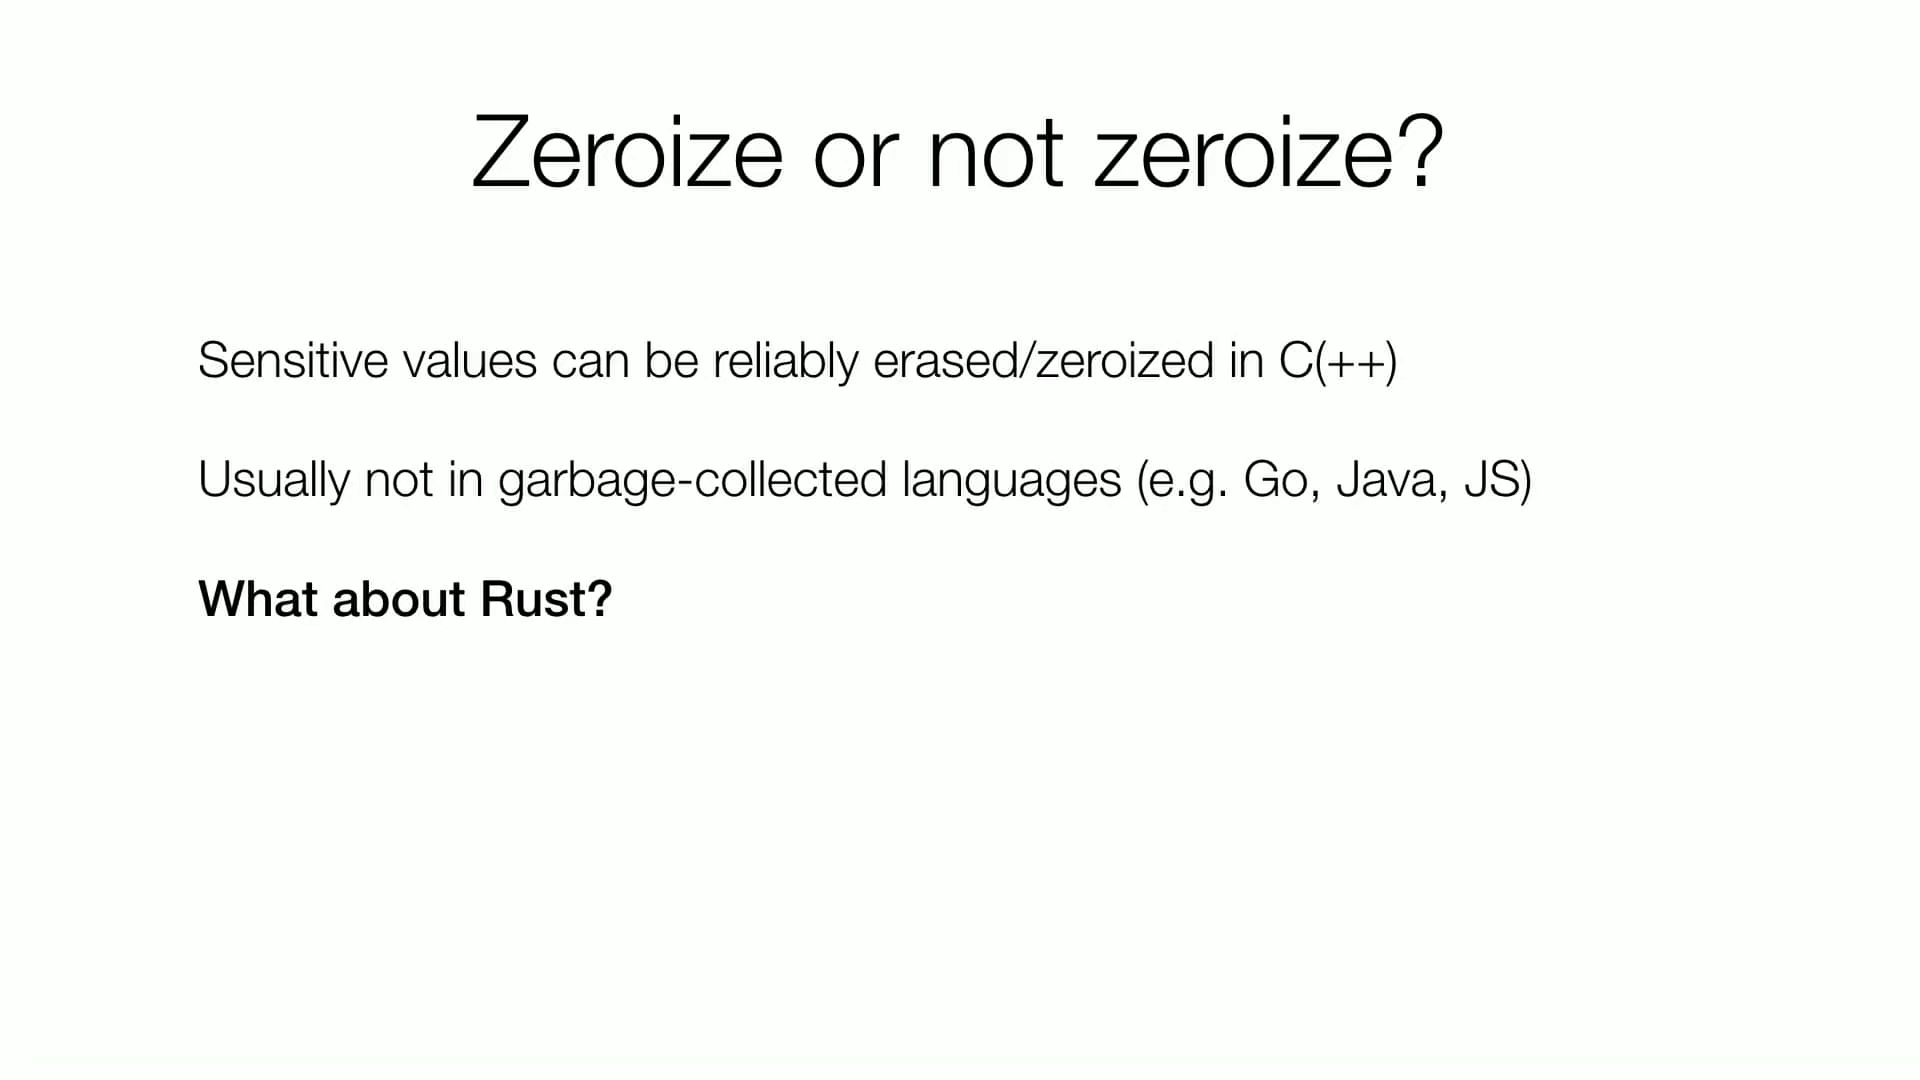 Zeroize or not zeroize?
Sensitive values can be reliably erased/zeroized in C(++)
Usually not in garbage-collected languages (e.g. Go, Java, JS)
What about Rust?